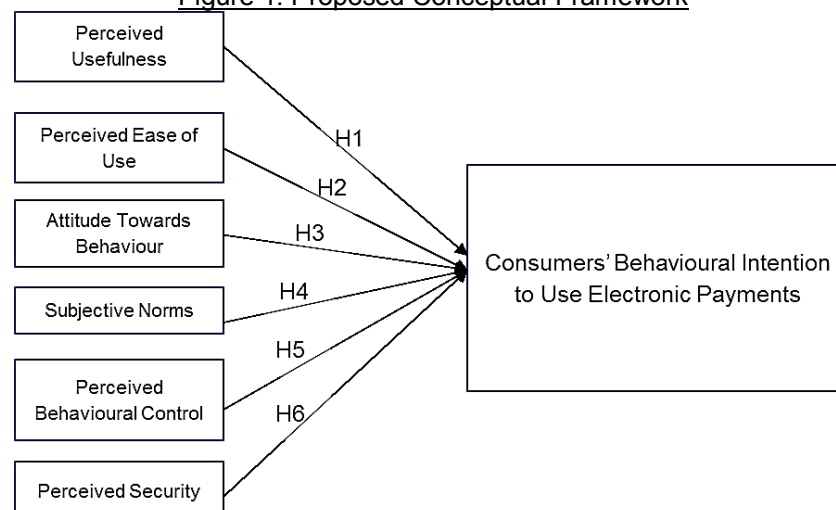 Figure 1: Proposed Conceptual Framework
Perceived
Usefulness
H1
Perceived Ease of
Use
H2
Attitude Towards
Behaviour
H3
Consumers’ Behavioural Intention
to Use Electronic Payments
Subjective Norms
H4
H5
Perceived
Behavioural Control
H6
Perceived Security